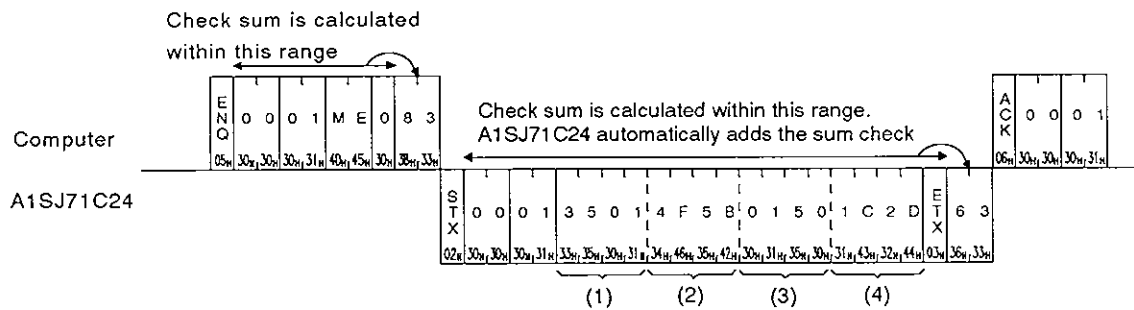 Check sum is calculated
within this range
Computer
E N Q 0 0 0 1 M E 0 8 3
05H 30H 30H 30H 31H 4DH 45H 30H 38H 33H
Check sum is calculated within this range.
A1SJ71C24 automatically adds the sum check
A C K 0 0 0 1
06H 30H 30H 30H 31H
A1SJ71C24
S T X 0 0 0 1 3 5 0 1 4 F 5 B 0 1 5 0 1 C 2 D E T X 6 3
02H 30H 30H 30H 31H 33H 35H 30H 31H 34H 46H 35H 42H 30H 31H 35H 30H 31H 43H 32H 44H 03H 36H 33H
(1) (2) (3) (4)